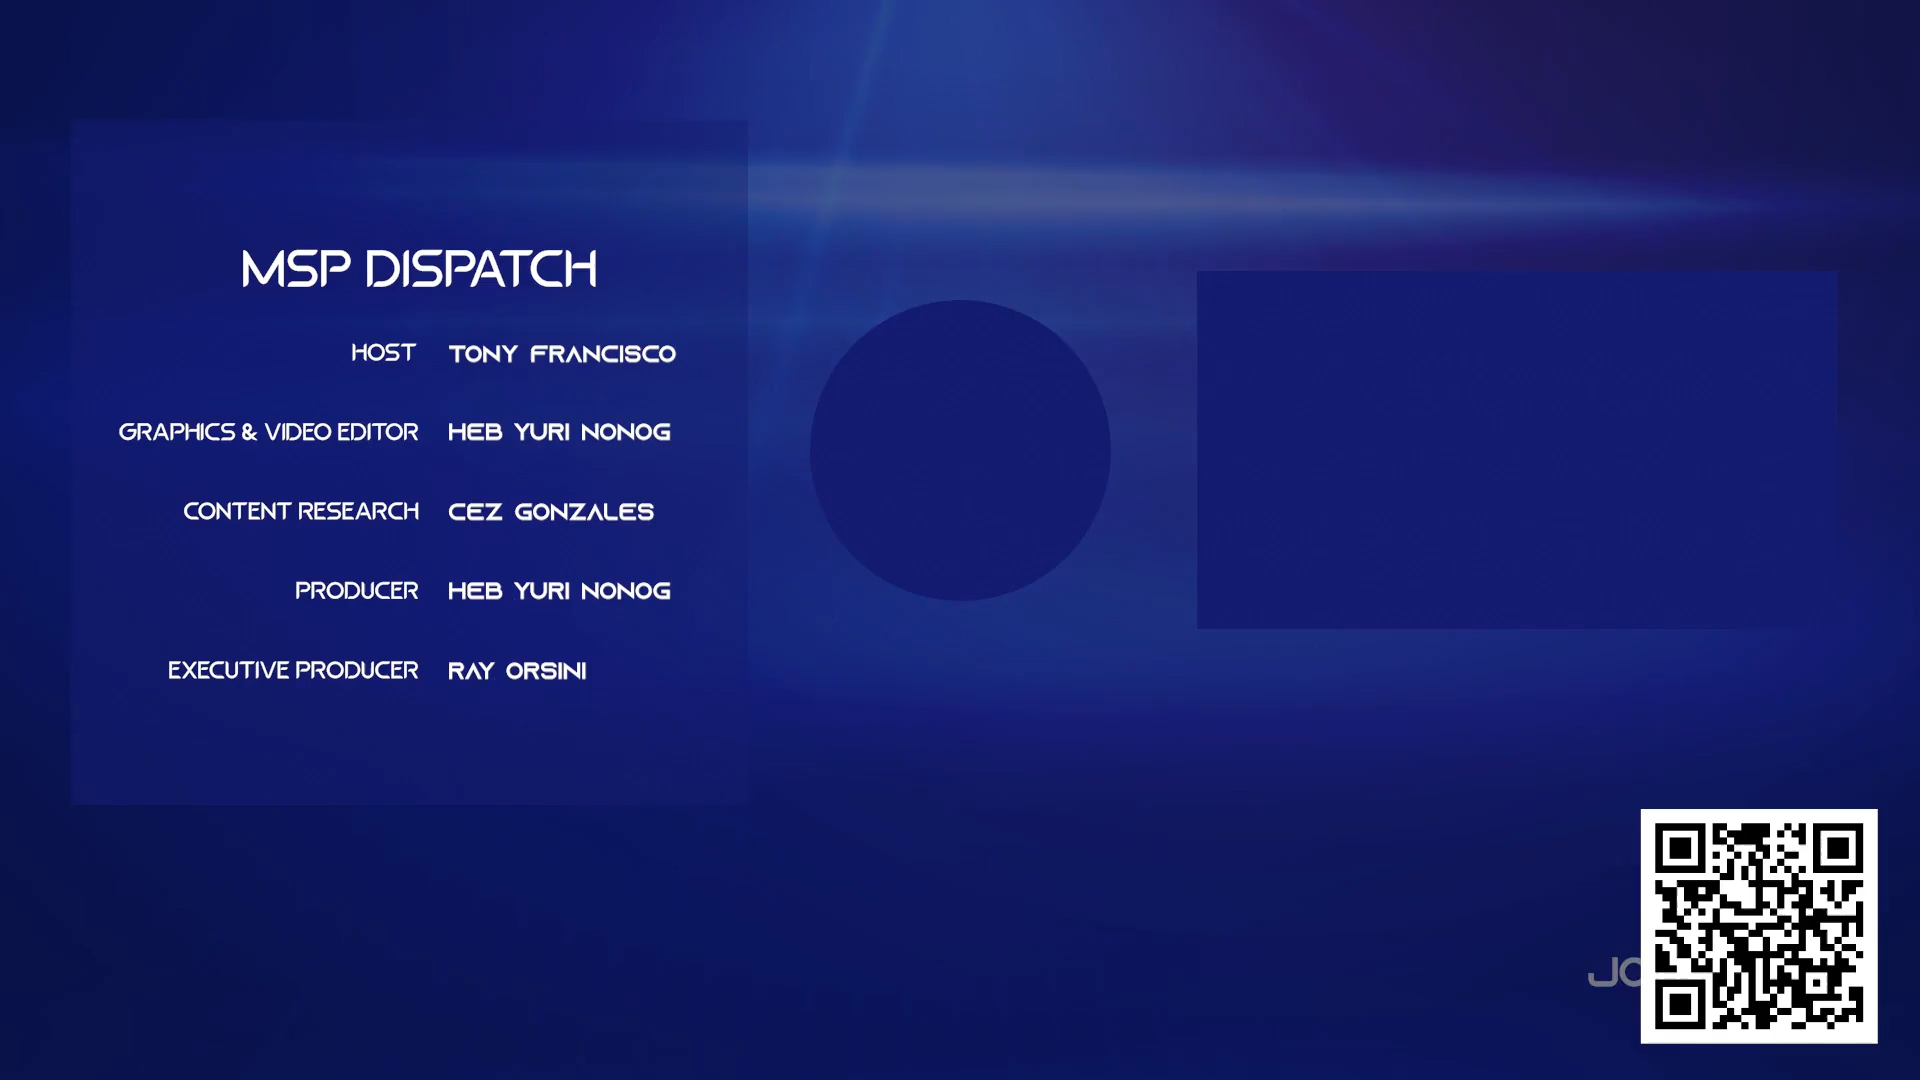 MSP DISPATCH
HOST TONY FRANCISCO
GRAPHICS & VIDEO EDITOR HEB YURI NONOG
CONTENT RESEARCH CEZ GONZALES
PRODUCER HEB YURI NONOG
EXECUTIVE PRODUCER RAY ORSINI